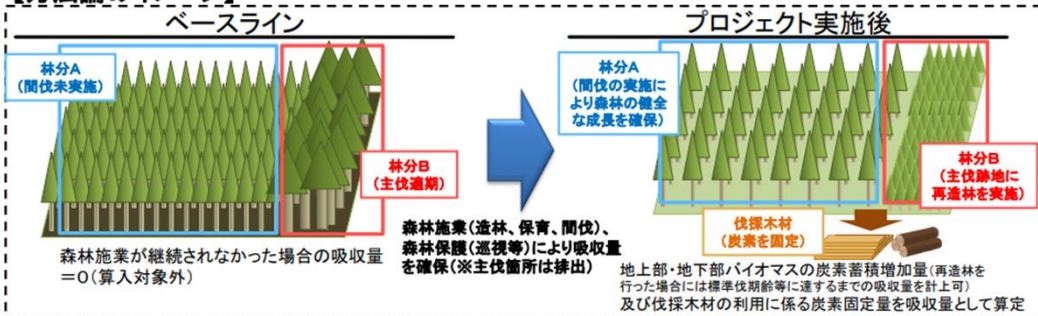 ベースライン
林分A
(間伐未実施)
林分B
(主伐適期)
森林施業が継続されなかった場合の吸収量
=0(算入対象外)
森林施業(造林、保育、間伐)、
森林保護(巡視等)により吸収量
を確保(※主伐箇所は排出)
プロジェクト実施後
林分A
(間伐の実施に
より森林の健全
な成長を確保)
林分B
(主伐跡地に
再造林を実施)
伐採木材
(炭素を固定)
地上部・地下部バイオマスの炭素蓄積増加量(再造林を
行った場合には標準伐期齢等に達するまでの吸収量を計上可)
及び伐採木材の利用に係る炭素固定量を吸収量として算定